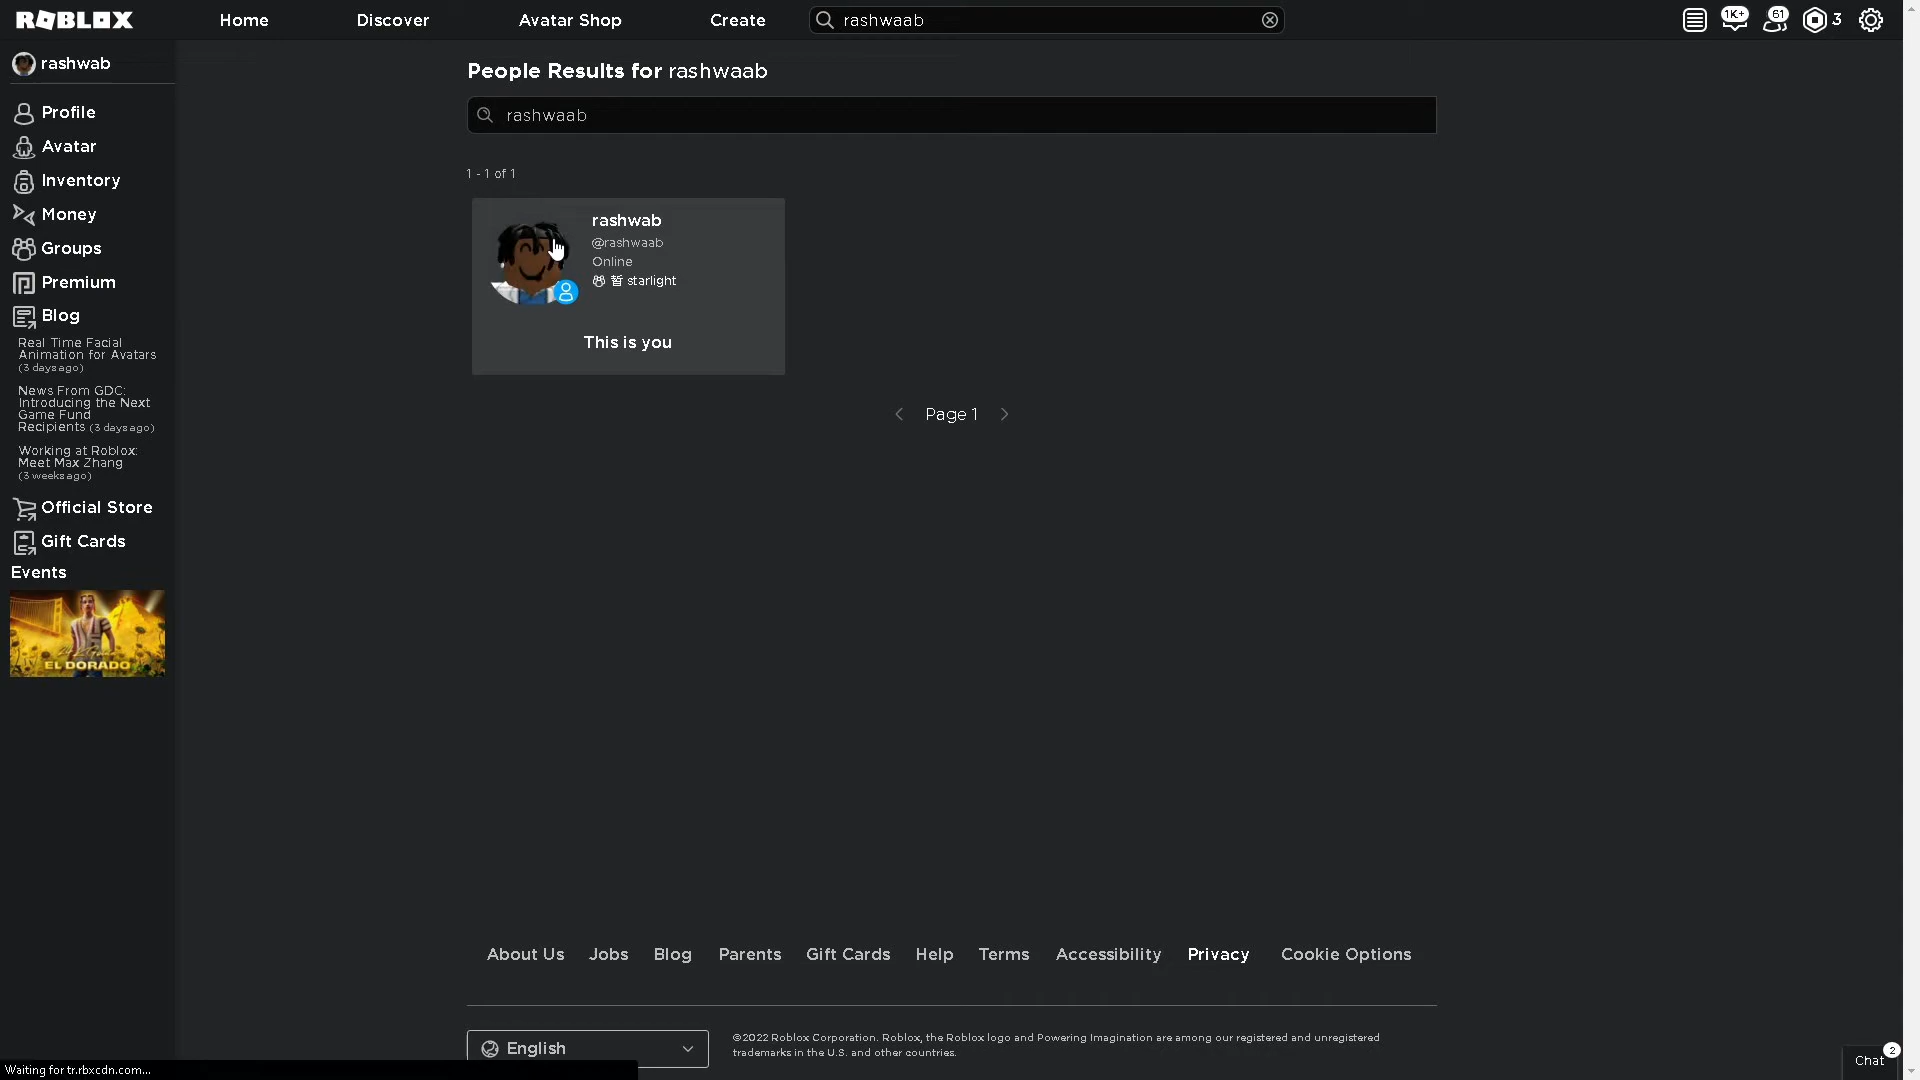 ROBLOX
Home
Discover
Avatar Shop
Create
rashwaab
1K+
61
3
rashwab
Profile
Avatar
Inventory
Money
Groups
Premium
Blog
Real Time Facial
Animation for Avatars
(3 days ago)
News From GDC:
Introducing the Next
Game Fund
Recipients (3 days ago)
Working at Roblox:
Meet Max Zhang
(3 weeks ago)
Official Store
Gift Cards
Events
EL DORADO
People Results for rashwaab
rashwaab
1 - 1 of 1
rashwab
@rashwaab
Online
暂 starlight
This is you
Page 1
About Us
Jobs
Blog
Parents
Gift Cards
Help
Terms
Accessibility
Privacy
Cookie Options
English
©2022 Roblox Corporation. Roblox, the Roblox logo and Powering Imagination are among our registered and unregistered
trademarks in the U.S. and other countries.
Chat
2
Waiting for tr.rbxcdn.com...